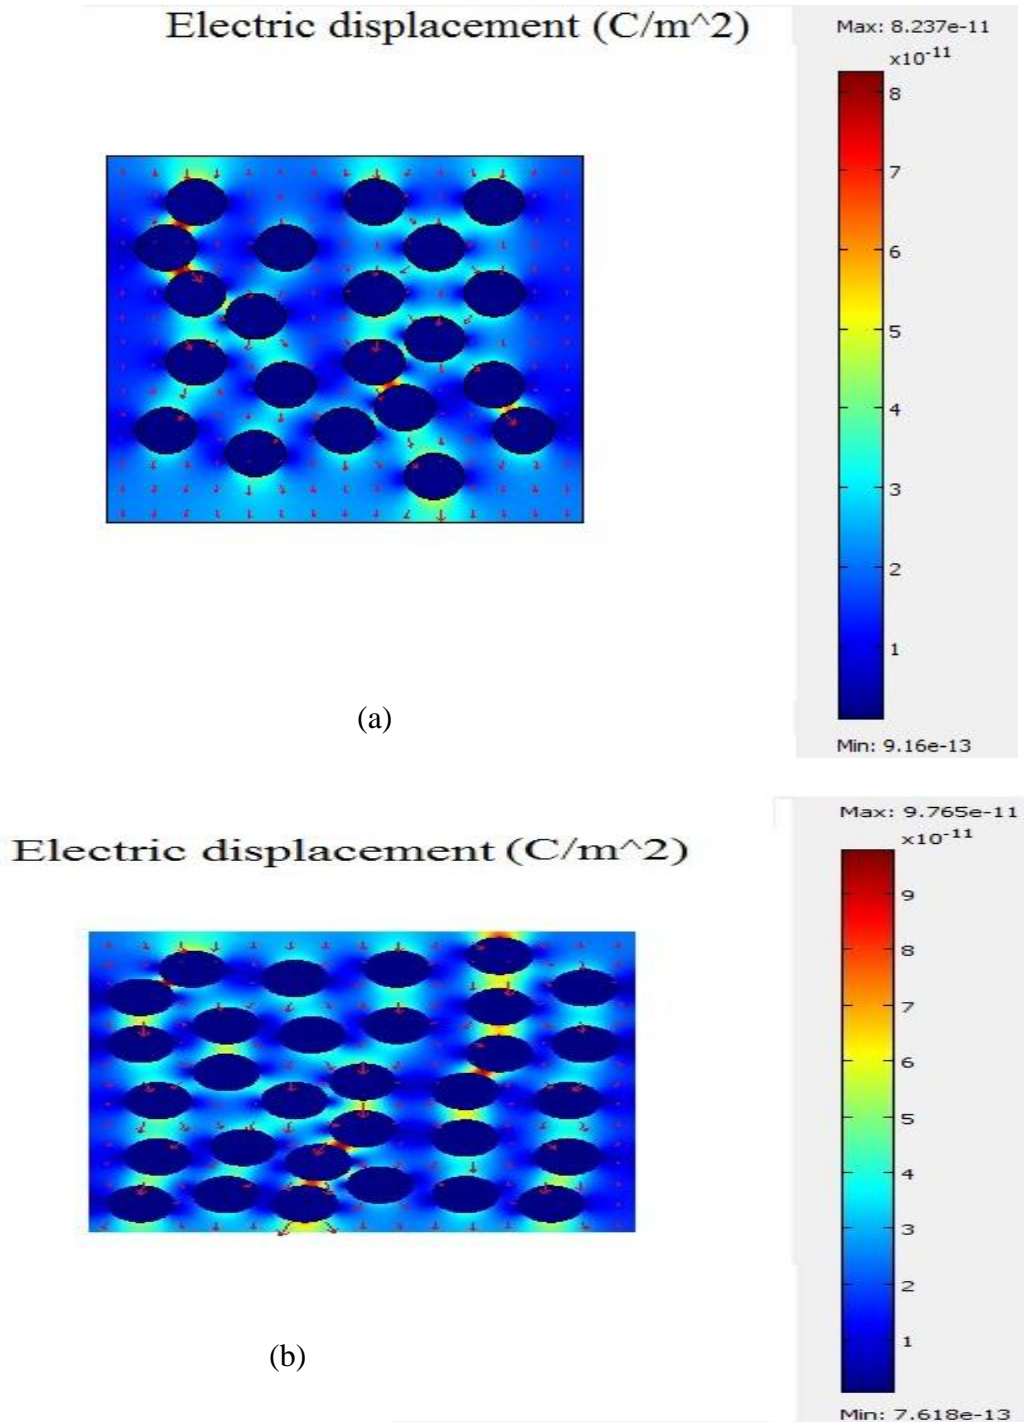 Electric displacement (C/m^2)
Max: 8.237e-11
x10-11
8
7
6
5
4
3
2
1
Min: 9.16e-13
(a)
Max: 9.765e-11
x10-11
Electric displacement (C/m^2)
9
8
7
6
5
4
3
2
1
(b)
Min: 7.618e-13